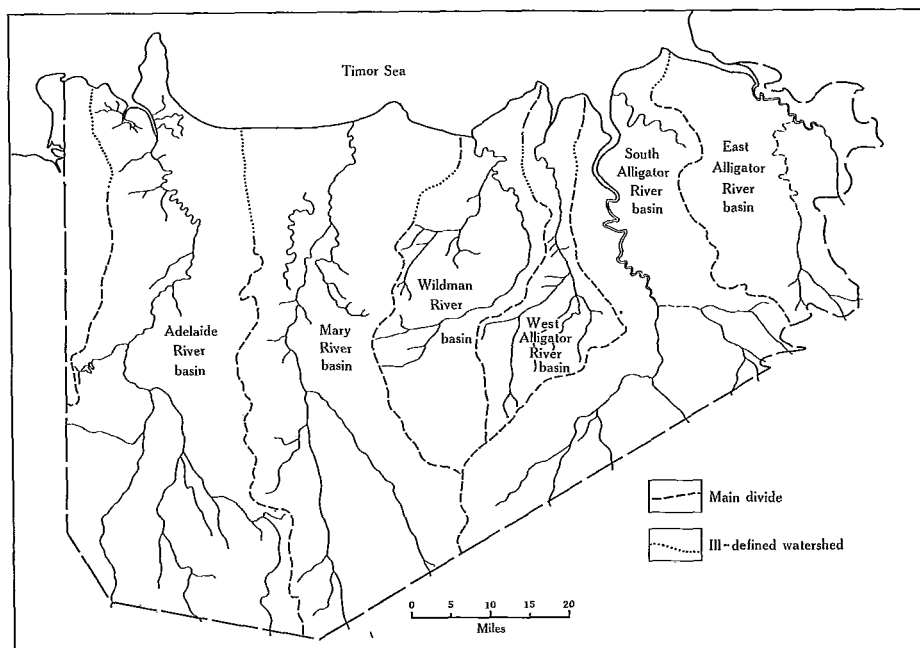 Timor Sea
South
Alligator
River
basin
East
Alligator
River
basin
Wildman
River
basin
Adelaide
River
basin
Mary
River
basin
West
Alligator
River
basin
Main divide
Ill-defined watershed
0 5 10 15 20
Miles